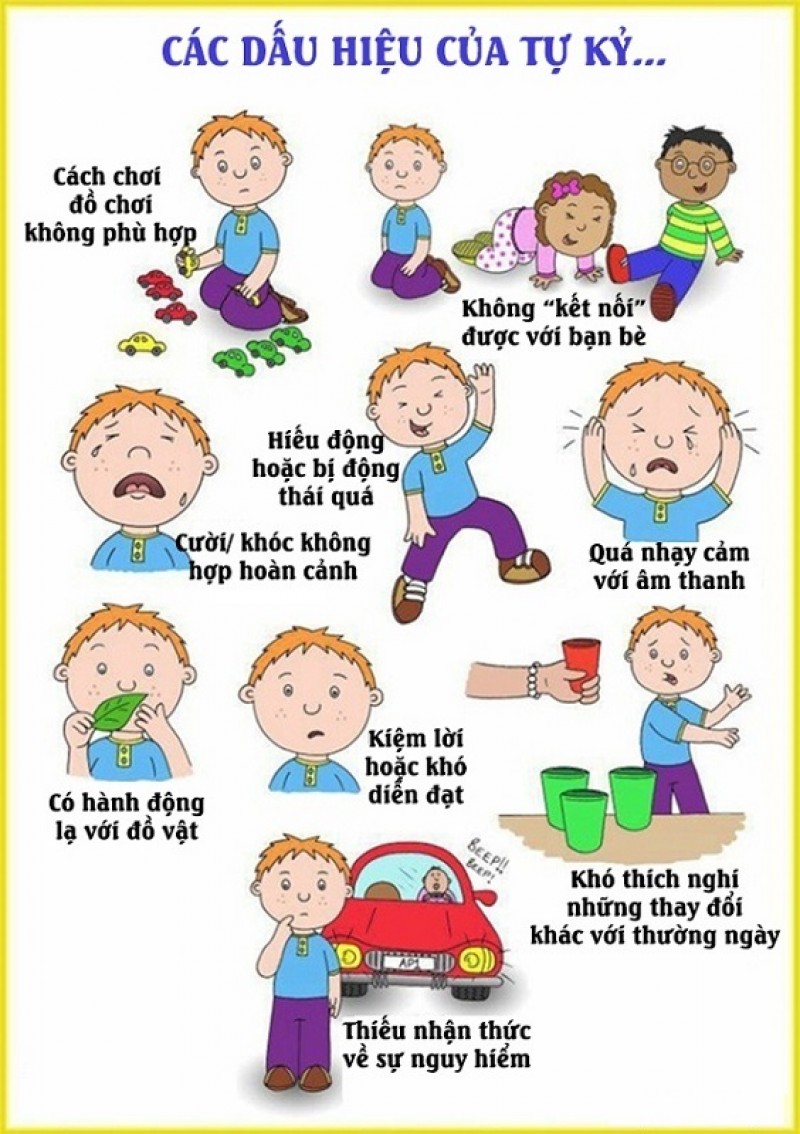 CÁC DẤU HIỆU CỦA TỰ KỶ...
Cách chơi
đồ chơi
không phù hợp
Không “kết nối”
được với bạn bè
Hiếu động
hoặc bị động
thái quá
Cười/ khóc không
hợp hoàn cảnh
Quá nhạy cảm
với âm thanh
Có hành động
lạ với đồ vật
Kiệm lời
hoặc khó
diễn đạt
Khó thích nghi
những thay đổi
khác với thường ngày
BEEP!!
BEEP!
AP1
Thiếu nhận thức
về sự nguy hiểm